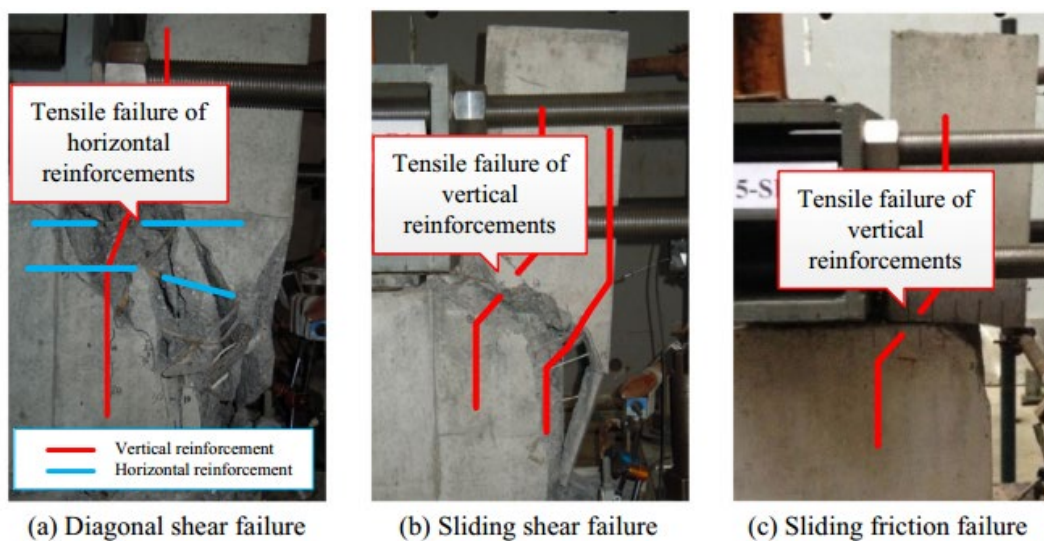 Tensile failure of
horizontal
reinforcements
Vertical reinforcement
Horizontal reinforcement
(a) Diagonal shear failure
Tensile failure of
vertical
reinforcements
(b) Sliding shear failure
5-S
Tensile failure of
vertical
reinforcements
(c) Sliding friction failure